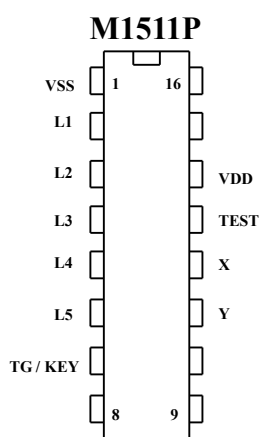 M1511P
VSS 1 16
L1
L2 VDD
L3 TEST
L4 X
L5 Y
TG / KEY
8 9